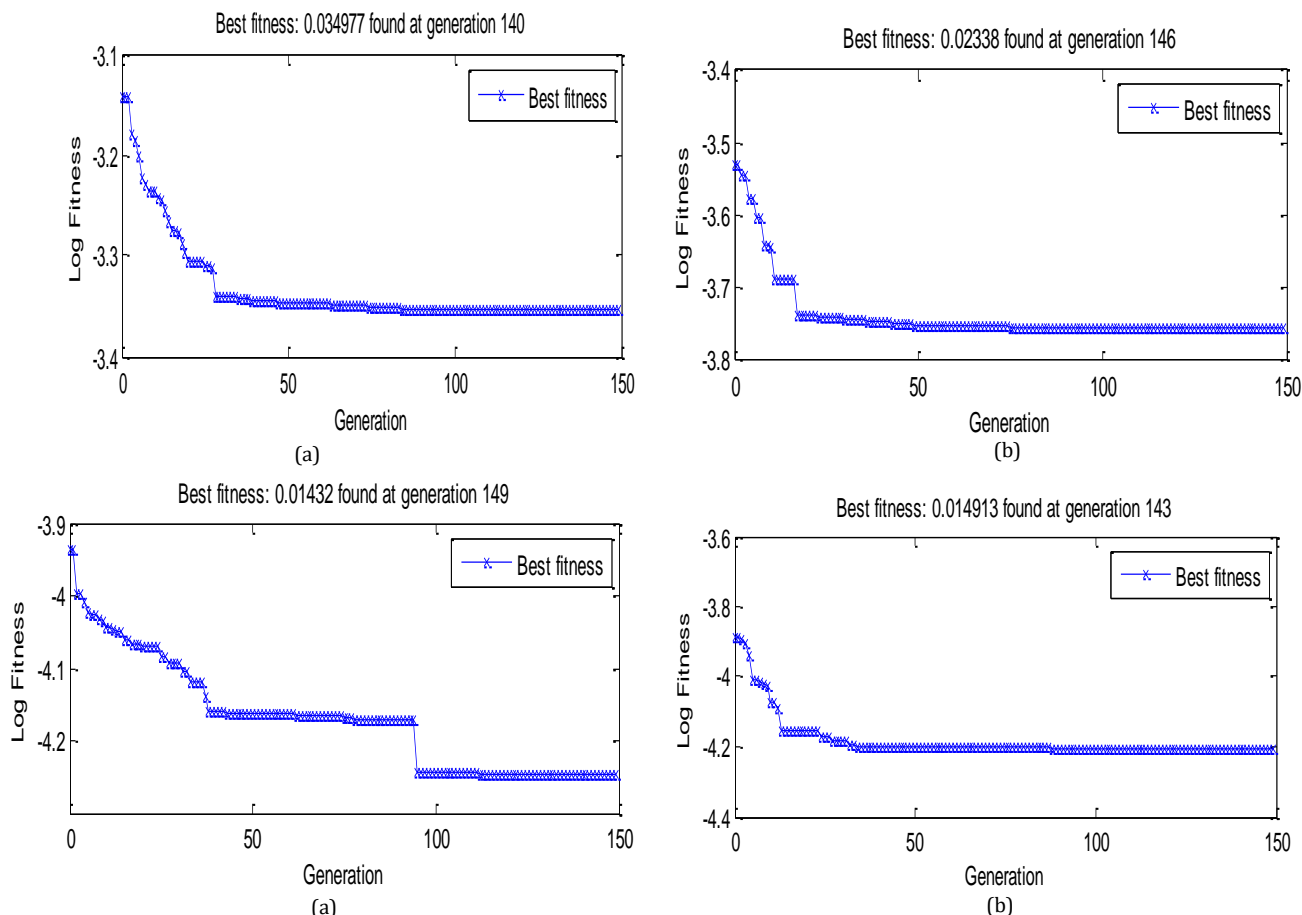 Best fitness: 0.034977 found at generation 140
-3.1
-3.2
-3.3
-3.4
Log Fitness
Best fitness
0
50
100
150
Generation
(a)
Best fitness: 0.02338 found at generation 146
-3.4
-3.5
-3.6
-3.7
-3.8
Log Fitness
Best fitness
0
50
100
150
Generation
(b)
Best fitness: 0.01432 found at generation 149
-3.9
-4
-4.1
-4.2
Log Fitness
Best fitness
0
50
100
150
Generation
(a)
Best fitness: 0.014913 found at generation 143
-3.6
-3.8
-4
-4.2
-4.4
Log Fitness
Best fitness
0
50
100
150
Generation
(b)